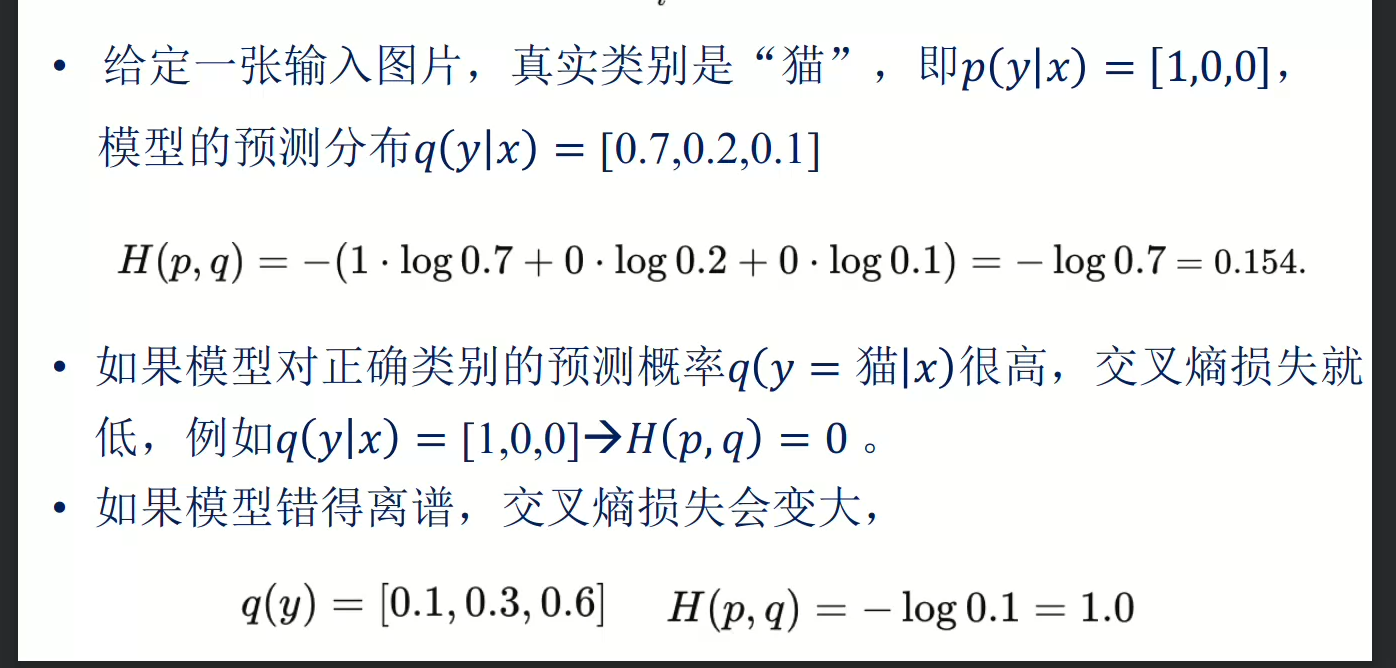 • 给定一张输入图片，真实类别是“猫”，即p(y|x) = [1,0,0]，
模型的预测分布q(y|x) = [0.7,0.2,0.1]
H(p, q) = −(1 · log 0.7 + 0 · log 0.2 + 0 · log 0.1) = − log 0.7 = 0.154.
• 如果模型对正确类别的预测概率q(y = 猫|x)很高，交叉熵损失就
低，例如q(y|x) = [1,0,0]→H(p, q) = 0 。
• 如果模型错得离谱，交叉熵损失会变大，
q(y) = [0.1, 0.3, 0.6] H(p, q) = − log 0.1 = 1.0